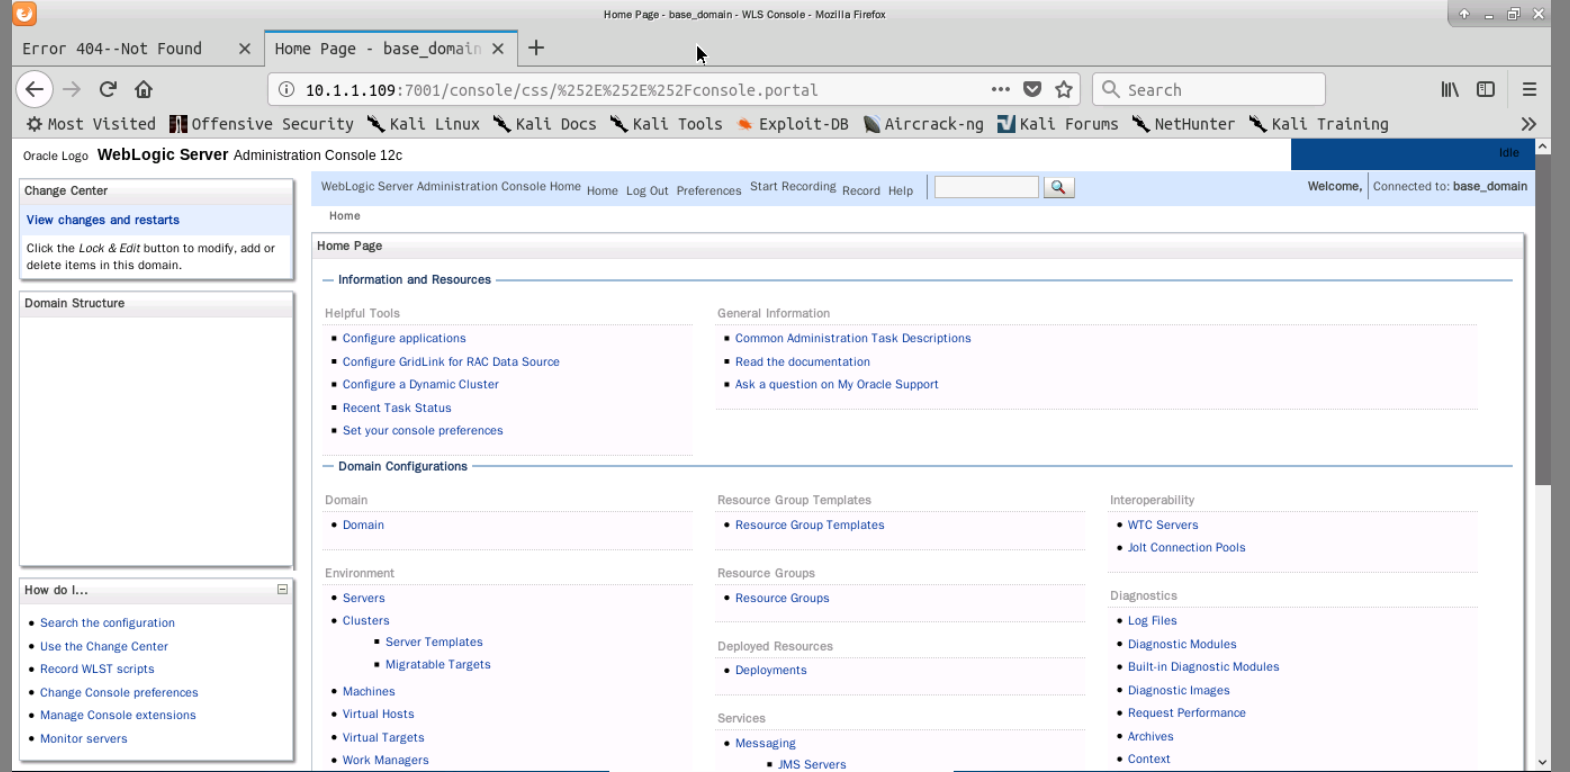 Home Page - base_domain - WLS Console - Mozilla Firefox
Error 404--Not Found
Home Page - base_domain
10.1.1.109:7001/console/css/%252E%252E%252Fconsole.portal
Search
Most Visited Offensive Security Kali Linux Kali Docs Kali Tools Exploit-DB Aircrack-ng Kali Forums NetHunter Kali Training
Oracle Logo WebLogic Server Administration Console 12c
Idle
Change Center
View changes and restarts
Click the Lock & Edit button to modify, add or
delete items in this domain.
Domain Structure
How do I...
Search the configuration
Use the Change Center
Record WLST scripts
Change Console preferences
Manage Console extensions
Monitor servers
WebLogic Server Administration Console Home Home Log Out Preferences Start Recording Record Help
Welcome, Connected to: base_domain
Home
Home Page
Information and Resources
Helpful Tools
Configure applications
Configure GridLink for RAC Data Source
Configure a Dynamic Cluster
Recent Task Status
Set your console preferences
General Information
Common Administration Task Descriptions
Read the documentation
Ask a question on My Oracle Support
Domain Configurations
Domain
Domain
Environment
Servers
Clusters
Server Templates
Migratable Targets
Machines
Virtual Hosts
Virtual Targets
Work Managers
Resource Group Templates
Resource Group Templates
Resource Groups
Resource Groups
Deployed Resources
Deployments
Services
Messaging
JMS Servers
Interoperability
WTC Servers
Jolt Connection Pools
Diagnostics
Log Files
Diagnostic Modules
Built-in Diagnostic Modules
Diagnostic Images
Request Performance
Archives
Context